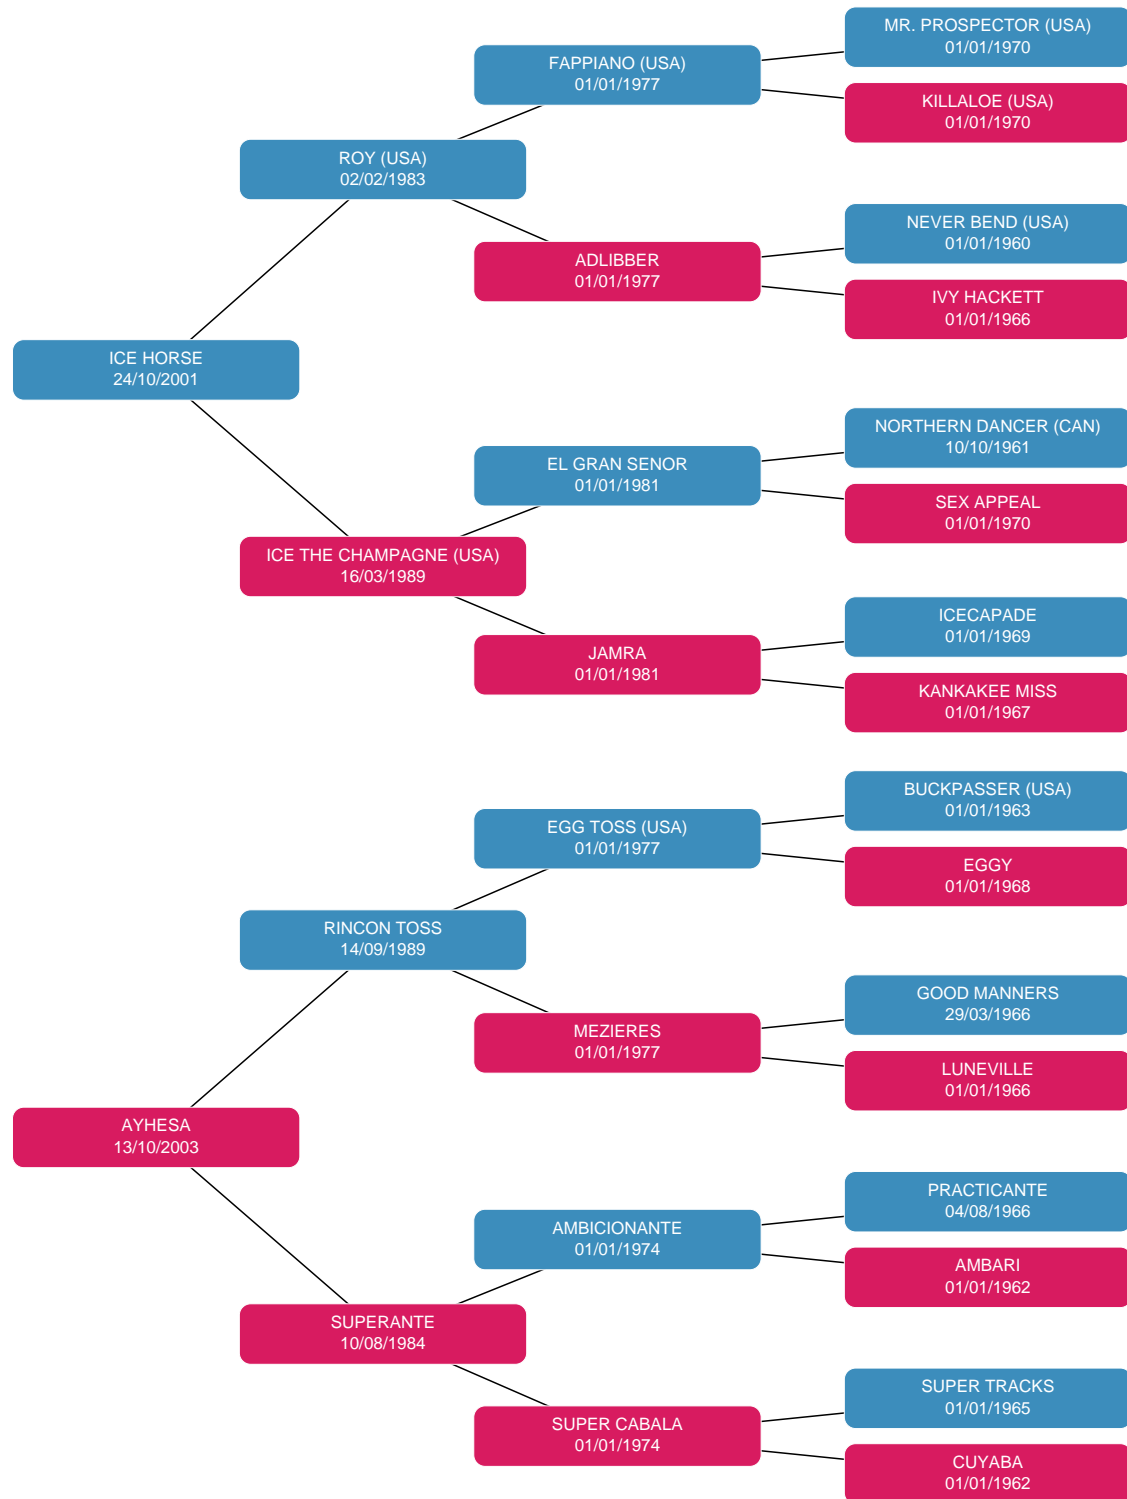 MR. PROSPECTOR (USA)
01/01/1970
FAPPIANO (USA)
01/01/1977
KILLALOE (USA)
01/01/1970
ROY (USA)
02/02/1983
NEVER BEND (USA)
01/01/1960
ADLIBBER
01/01/1977
IVY HACKETT
01/01/1966
ICE HORSE
24/10/2001
NORTHERN DANCER (CAN)
10/10/1961
EL GRAN SENOR
01/01/1981
SEX APPEAL
01/01/1970
ICE THE CHAMPAGNE (USA)
16/03/1989
ICECAPADE
01/01/1969
JAMRA
01/01/1981
KANKAKEE MISS
01/01/1967
BUCKPASSER (USA)
01/01/1963
EGG TOSS (USA)
01/01/1977
EGGY
01/01/1968
RINCON TOSS
14/09/1989
GOOD MANNERS
29/03/1966
MEZIERES
01/01/1977
LUNEVILLE
01/01/1966
AYHESA
13/10/2003
PRACTICANTE
04/08/1966
AMBICIONANTE
01/01/1974
AMBARI
01/01/1962
SUPERANTE
10/08/1984
SUPER TRACKS
01/01/1965
SUPER CABALA
01/01/1974
CUYABA
01/01/1962